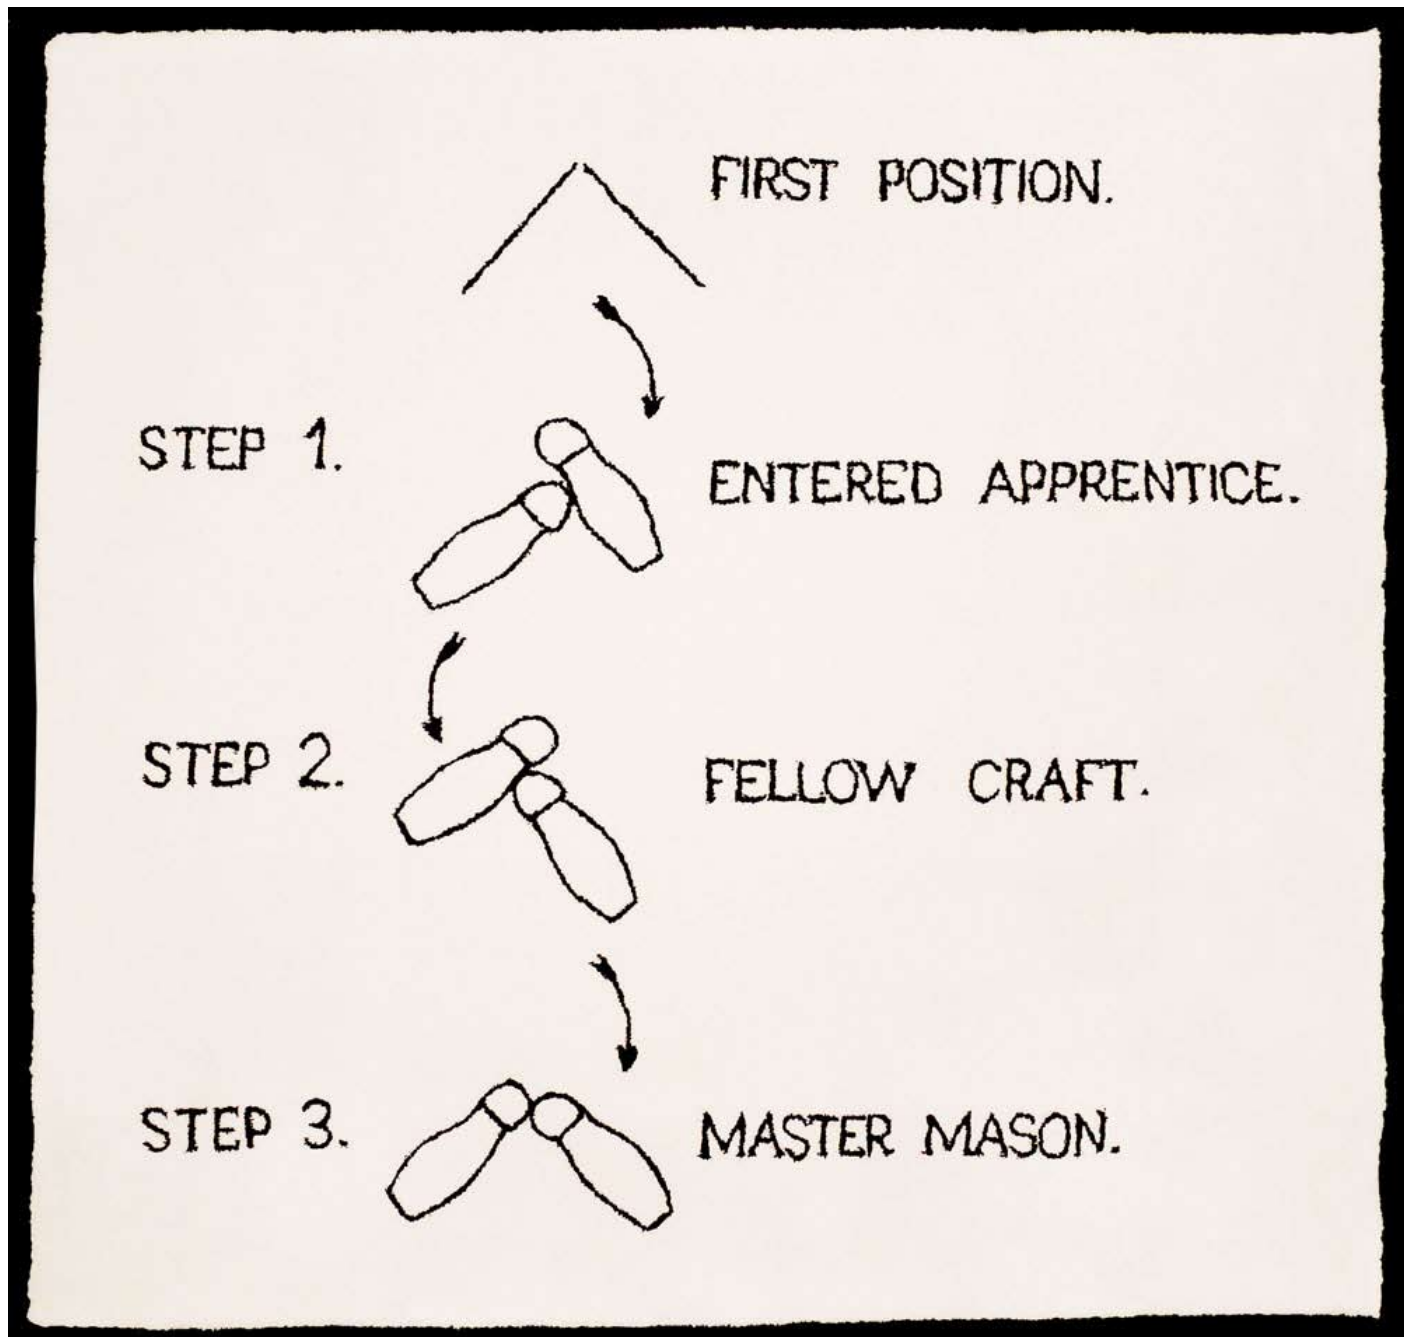 FIRST POSITION.
STEP 1.
ENTERED APPRENTICE.
STEP 2.
FELLOW CRAFT.
STEP 3.
MASTER MASON.